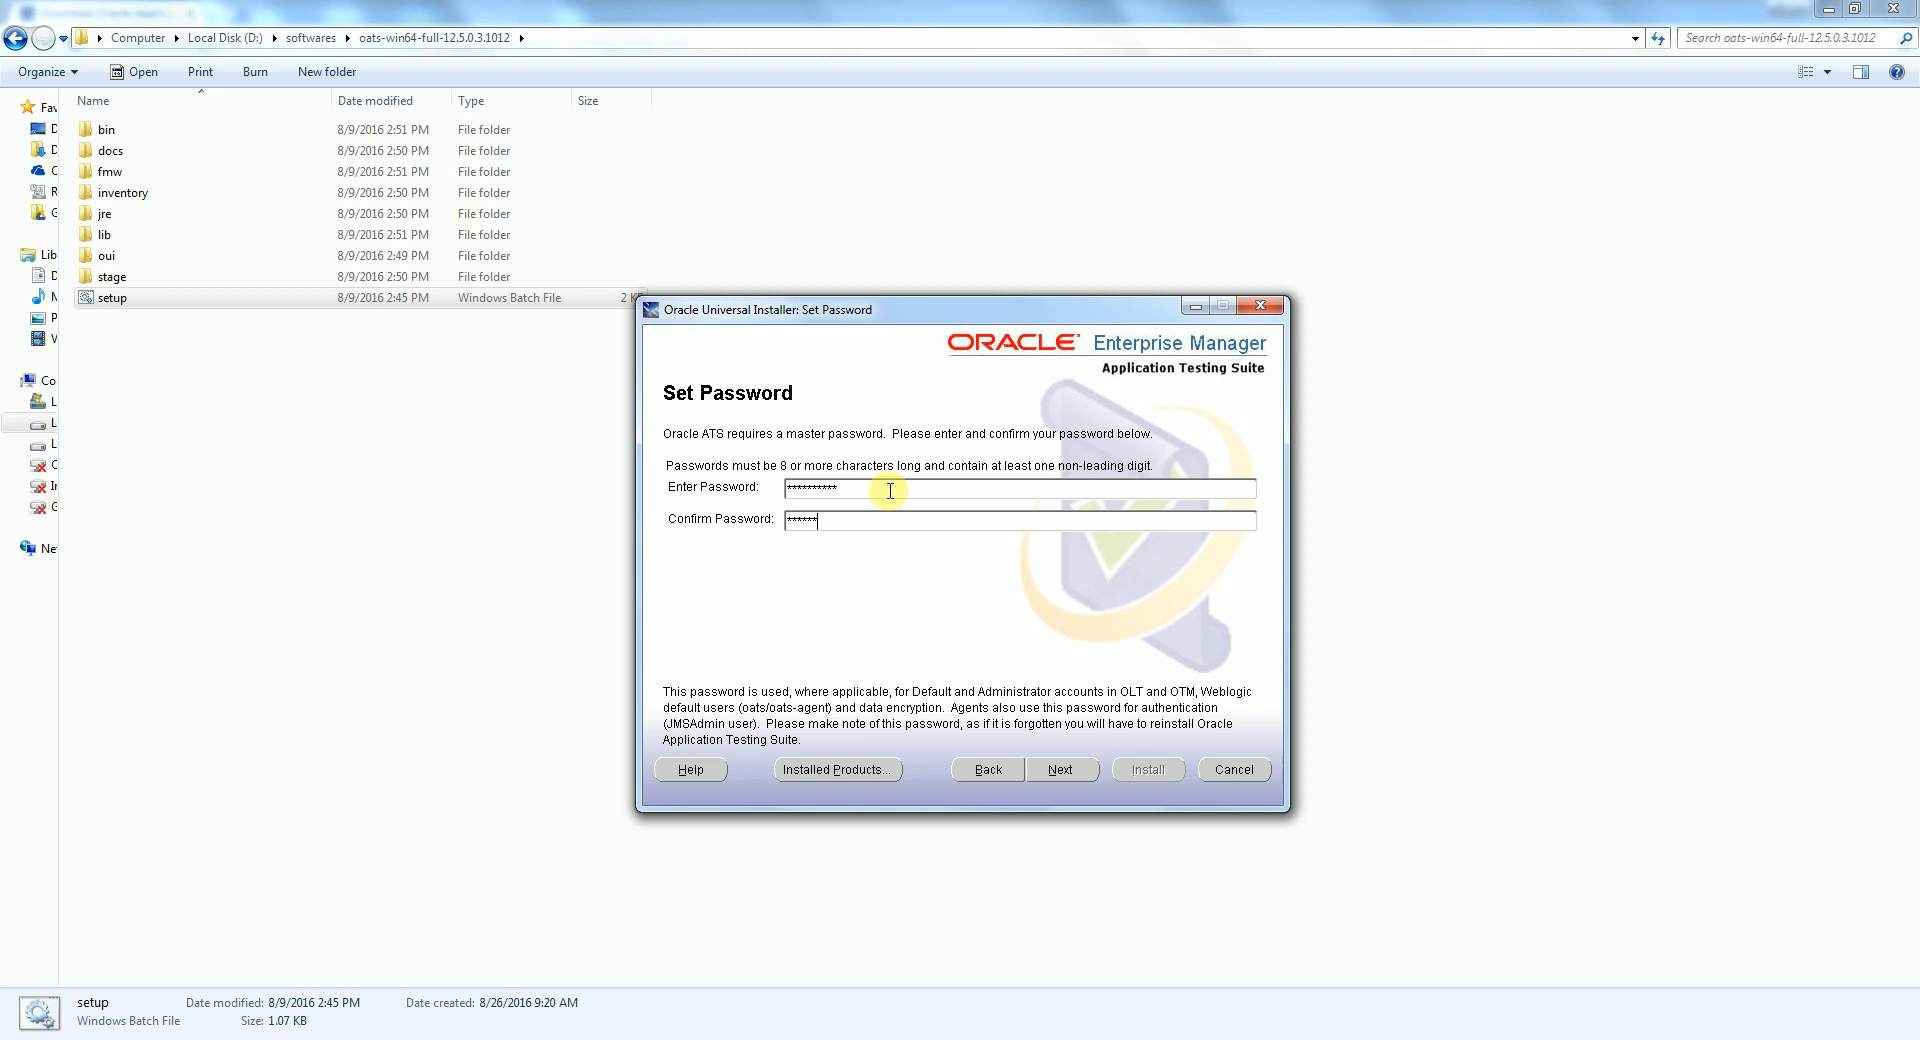 Computer ▸ Local Disk (D:) ▸ softwares ▸ oats-win64-full-12.5.0.3.1012 ▸
Search oats-win64-full-12.5.0.3.1012
Organize Open Print Burn New folder
Name Date modified Type Size
bin 8/9/2016 2:51 PM File folder
docs 8/9/2016 2:50 PM File folder
fmw 8/9/2016 2:51 PM File folder
inventory 8/9/2016 2:50 PM File folder
jre 8/9/2016 2:50 PM File folder
lib 8/9/2016 2:51 PM File folder
oui 8/9/2016 2:49 PM File folder
stage 8/9/2016 2:50 PM File folder
setup 8/9/2016 2:45 PM Windows Batch File 2 K
Fav
D
D
C
R
G
Lib
D
M
P
V
Co
L
L
L
C
In
G
Ne
Oracle Universal Installer: Set Password
ORACLE Enterprise Manager
Application Testing Suite
Set Password
Oracle ATS requires a master password. Please enter and confirm your password below.
Passwords must be 8 or more characters long and contain at least one non-leading digit.
Enter Password: **********
Confirm Password: ******
This password is used, where applicable, for Default and Administrator accounts in OLT and OTM, Weblogic
default users (oats/oats-agent) and data encryption. Agents also use this password for authentication
(JMSAdmin user). Please make note of this password, as if it is forgotten you will have to reinstall Oracle
Application Testing Suite.
Help Installed Products... Back Next Install Cancel
setup Date modified: 8/9/2016 2:45 PM Date created: 8/26/2016 9:20 AM
Windows Batch File Size: 1.07 KB